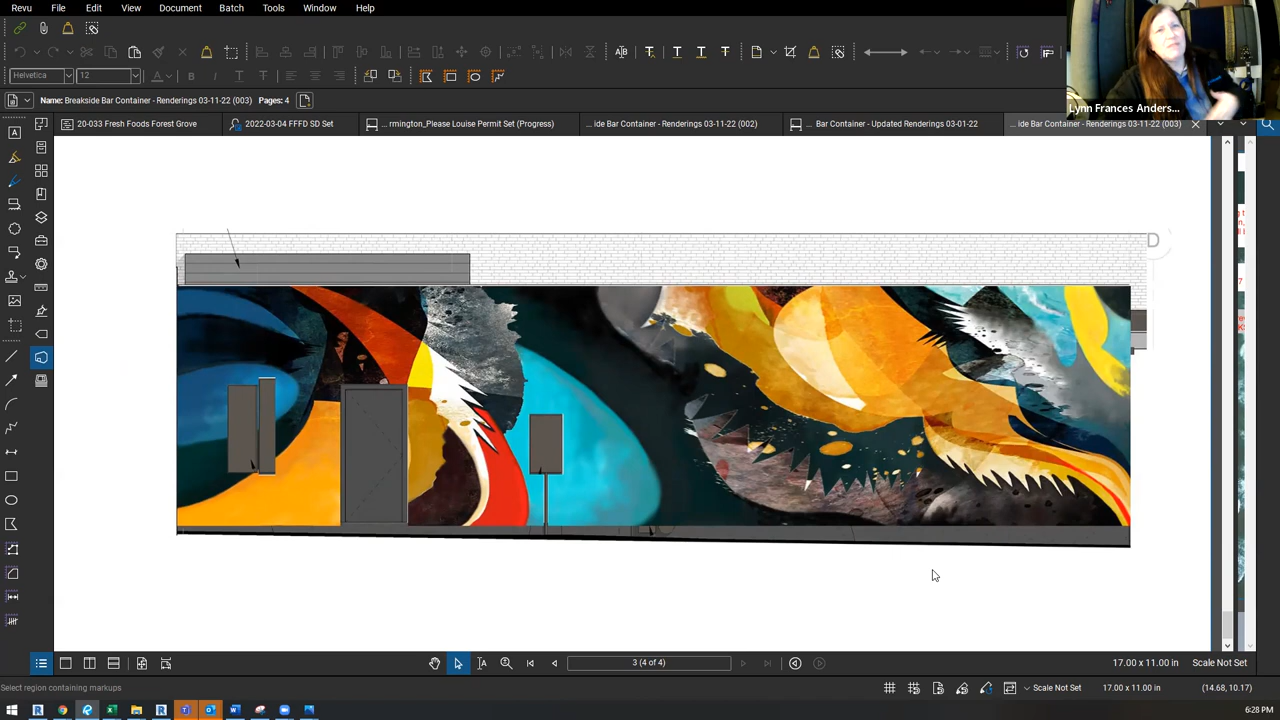 Revu File Edit View Document Batch Tools Window Help
Helvetica 12
Name: Breakside Bar Container - Renderings 03-11-22 (003) Pages: 4
20-033 Fresh Foods Forest Grove
2022-03-04 FFFD SD Set
... rmington_Please Louise Permit Set (Progress)
... ide Bar Container - Renderings 03-11-22 (002)
... Bar Container - Updated Renderings 03-01-22
... ide Bar Container - Renderings 03-11-22 (003)
Lynn Frances Anders...
D
3 (4 of 4)
17.00 x 11.00 in Scale Not Set
Select region containing markups
Scale Not Set 17.00 x 11.00 in (14.68, 10.17)
6:28 PM